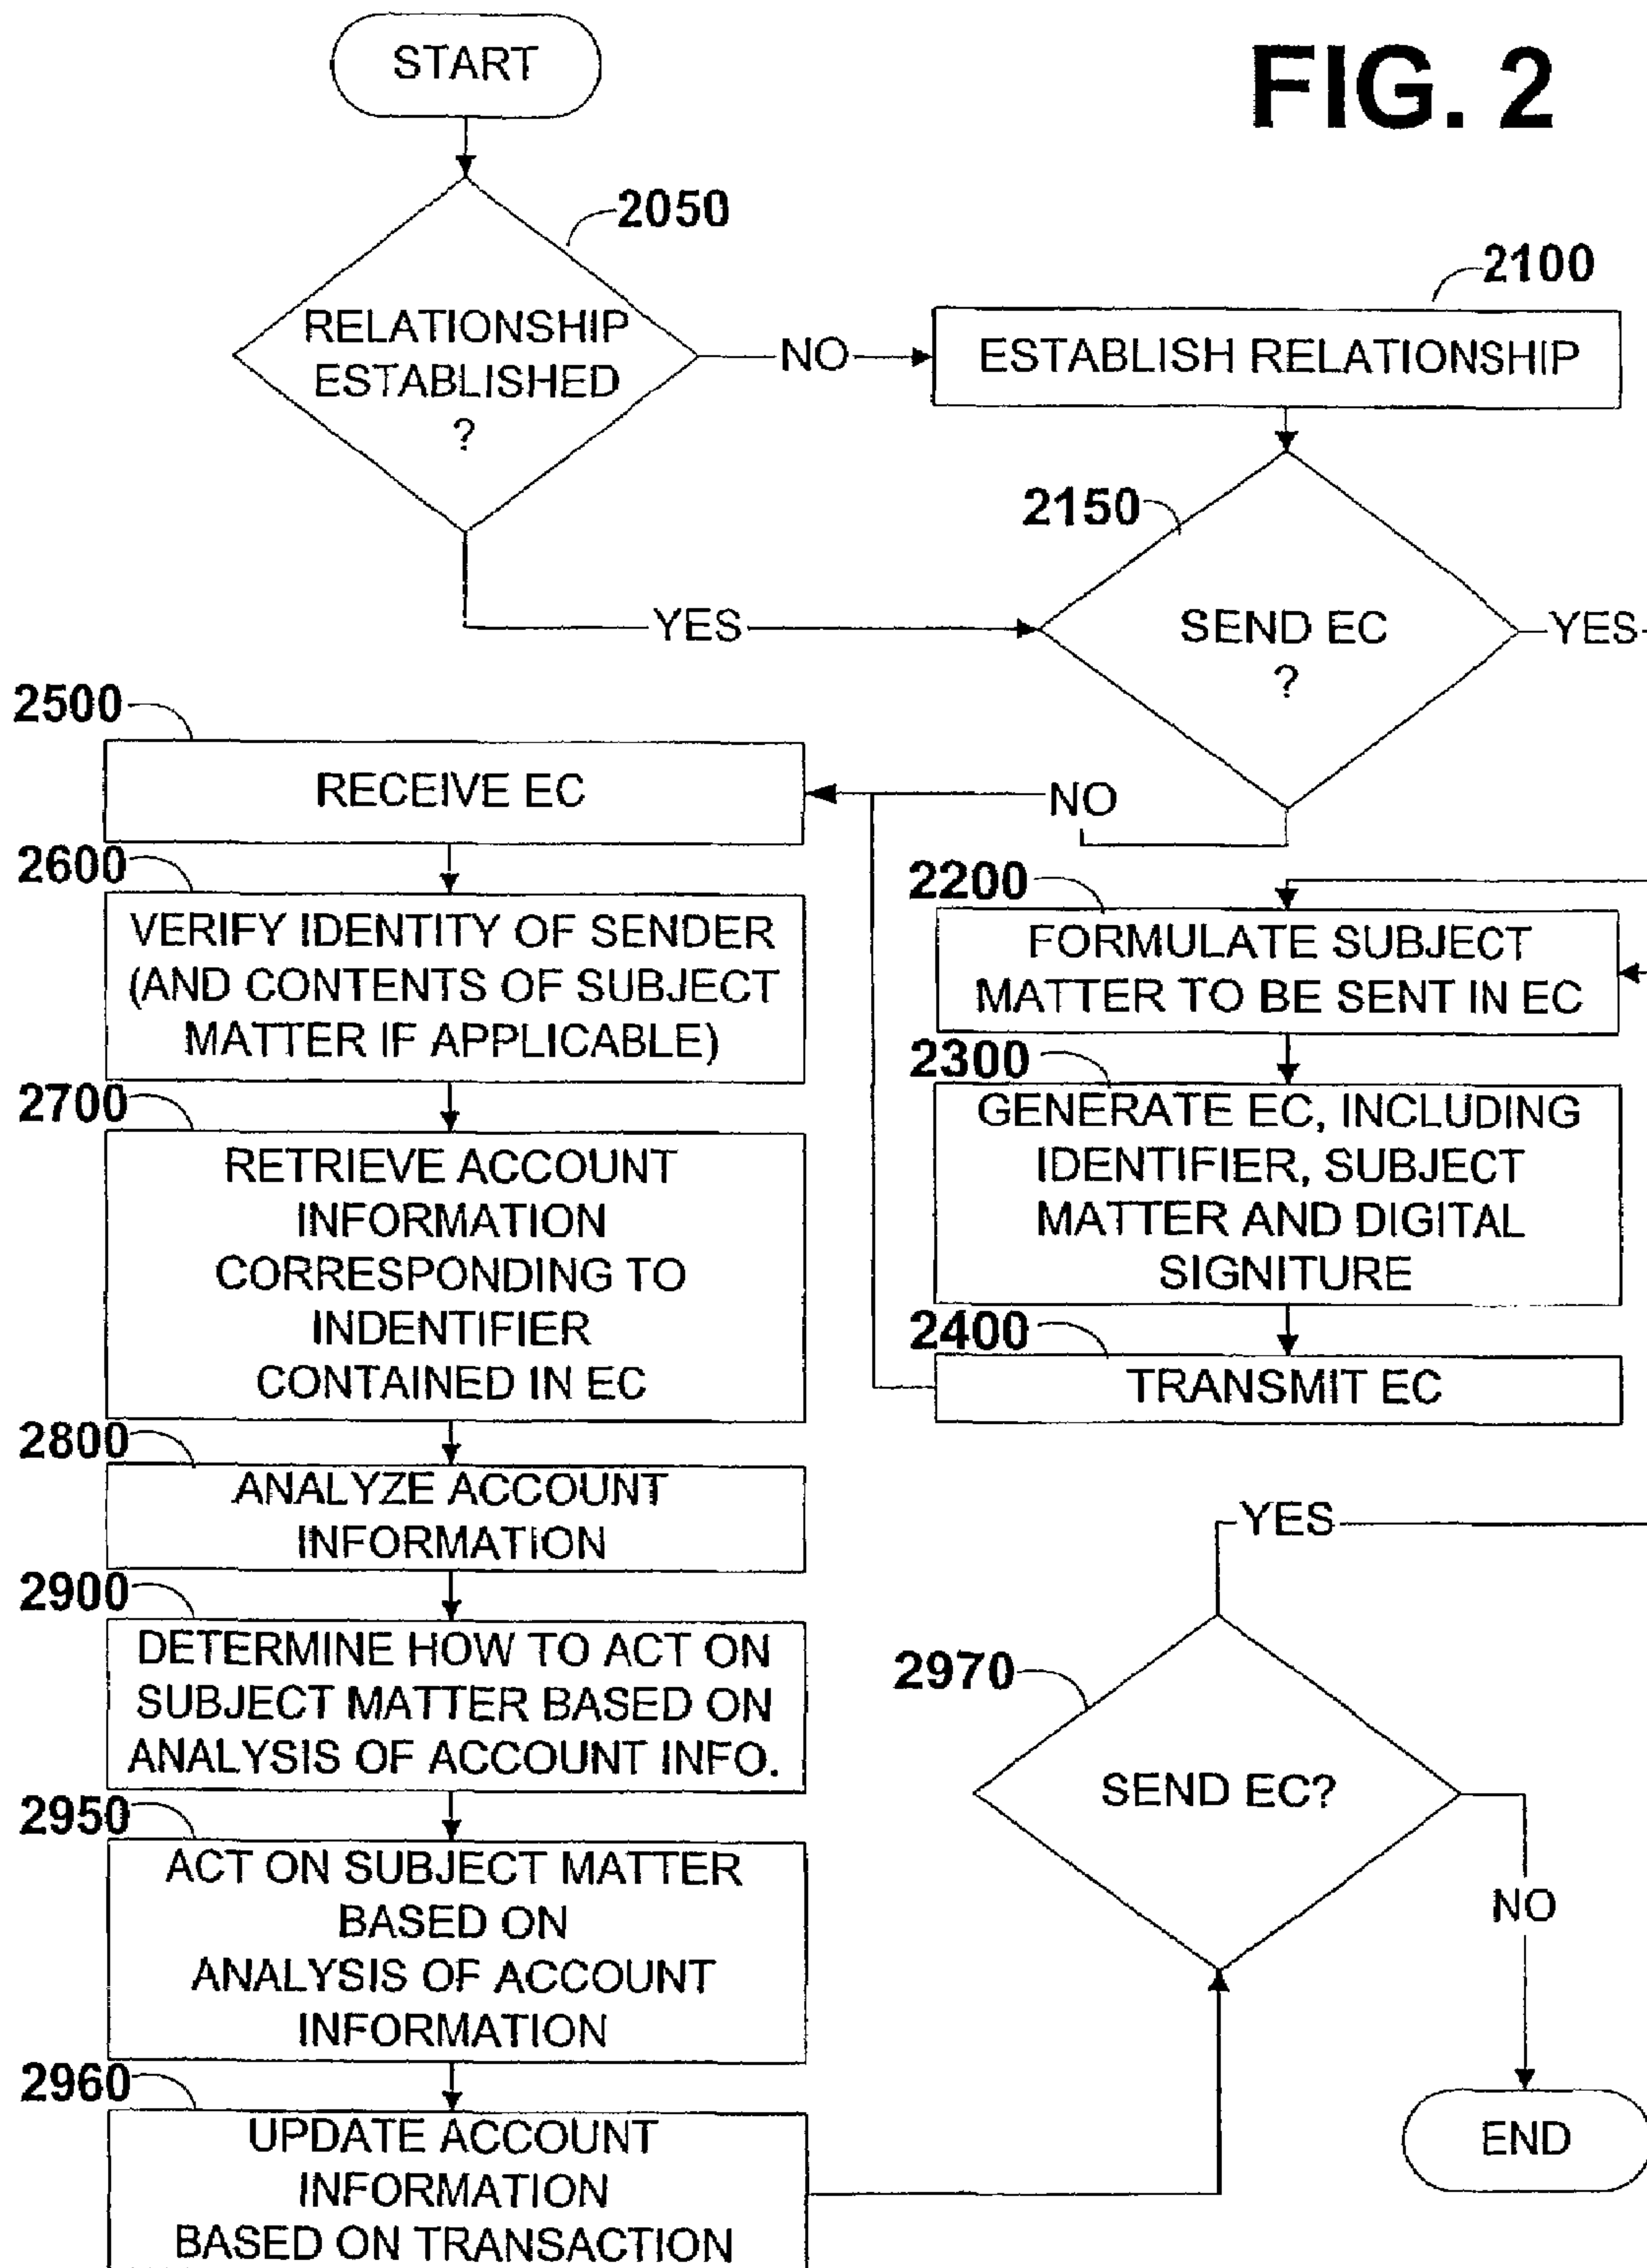 START
FIG. 2
2050
RELATIONSHIP
ESTABLISHED
?
NO
2100
ESTABLISH RELATIONSHIP
2150
SEND EC
?
YES
YES
NO
2500
RECEIVE EC
2600
VERIFY IDENTITY OF SENDER
(AND CONTENTS OF SUBJECT
MATTER IF APPLICABLE)
2700
RETRIEVE ACCOUNT
INFORMATION
CORRESPONDING TO
INDENTIFIER
CONTAINED IN EC
2800
ANALYZE ACCOUNT
INFORMATION
2900
DETERMINE HOW TO ACT ON
SUBJECT MATTER BASED ON
ANALYSIS OF ACCOUNT INFO.
2950
ACT ON SUBJECT MATTER
BASED ON
ANALYSIS OF ACCOUNT
INFORMATION
2960
UPDATE ACCOUNT
INFORMATION
BASED ON TRANSACTION
2200
FORMULATE SUBJECT
MATTER TO BE SENT IN EC
2300
GENERATE EC, INCLUDING
IDENTIFIER, SUBJECT
MATTER AND DIGITAL
SIGNITURE
2400
TRANSMIT EC
YES
2970
SEND EC?
NO
END